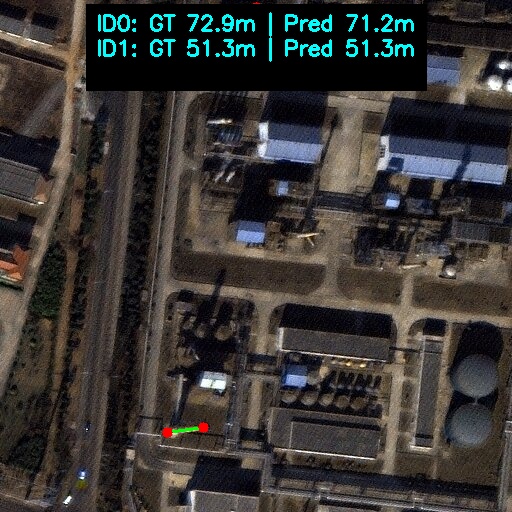 ID0: GT 72.9m | Pred 71.2m
ID1: GT 51.3m | Pred 51.3m